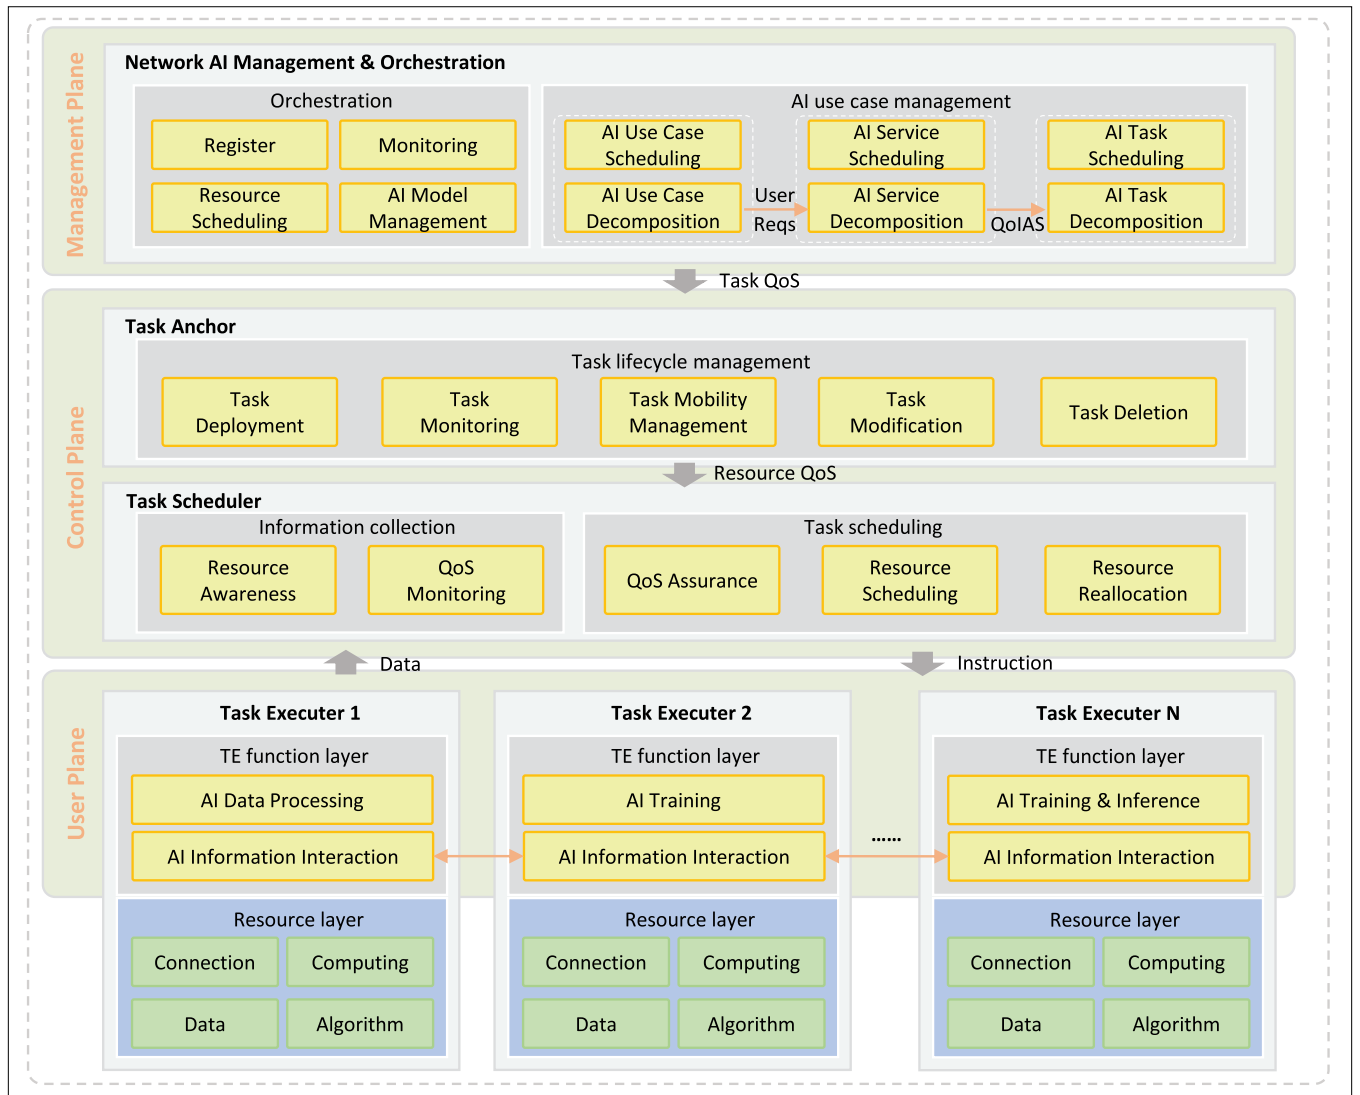 Management Plane
Network AI Management & Orchestration
Orchestration
Register
Monitoring
Resource
Scheduling
AI Model
Management
AI use case management
AI Use Case
Scheduling
AI Service
Scheduling
AI Task
Scheduling
AI Use Case
Decomposition
User
Reqs
AI Service
Decomposition
QoIAS
AI Task
Decomposition
Task QoS
Control Plane
Task Anchor
Task lifecycle management
Task
Deployment
Task
Monitoring
Task Mobility
Management
Task
Modification
Task Deletion
Resource QoS
Task Scheduler
Information collection
Resource
Awareness
QoS
Monitoring
Task scheduling
QoS Assurance
Resource
Scheduling
Resource
Reallocation
Data
Instruction
User Plane
Task Executer 1
TE function layer
AI Data Processing
AI Information Interaction
Resource layer
Connection
Computing
Data
Algorithm
Task Executer 2
TE function layer
AI Training
AI Information Interaction
Resource layer
Connection
Computing
Data
Algorithm
......
Task Executer N
TE function layer
AI Training & Inference
AI Information Interaction
Resource layer
Connection
Computing
Data
Algorithm